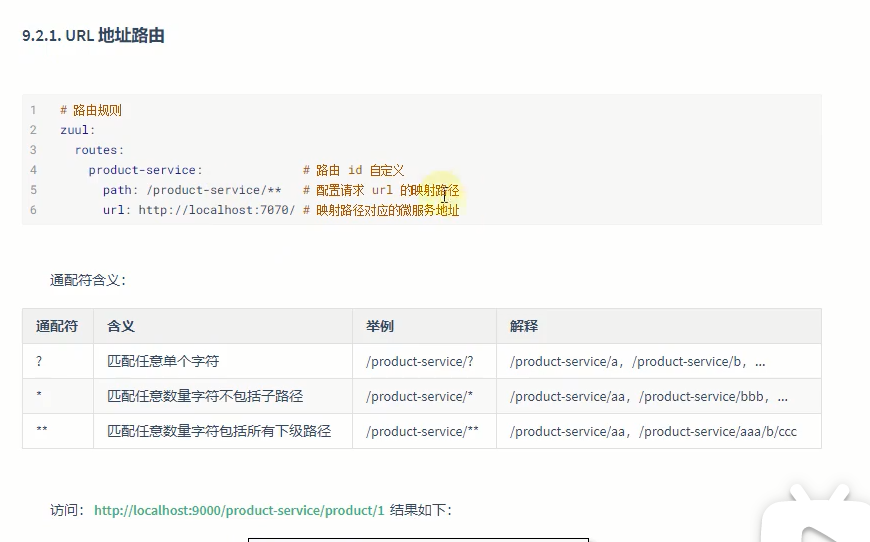 9.2.1. URL 地址路由
1 # 路由规则
2 zuul:
3 routes:
4 product-service: # 路由 id 自定义
5 path: /product-service/** # 配置请求 url 的映射路径
6 url: http://localhost:7070/ # 映射路径对应的微服务地址
通配符含义：
通配符 含义 举例 解释
? 匹配任意单个字符 /product-service/? /product-service/a，/product-service/b，...
* 匹配任意数量字符不包括子路径 /product-service/* /product-service/aa，/product-service/bbb，...
** 匹配任意数量字符包括所有下级路径 /product-service/** /product-service/aa，/product-service/aaa/b/ccc
访问：http://localhost:9000/product-service/product/1 结果如下：